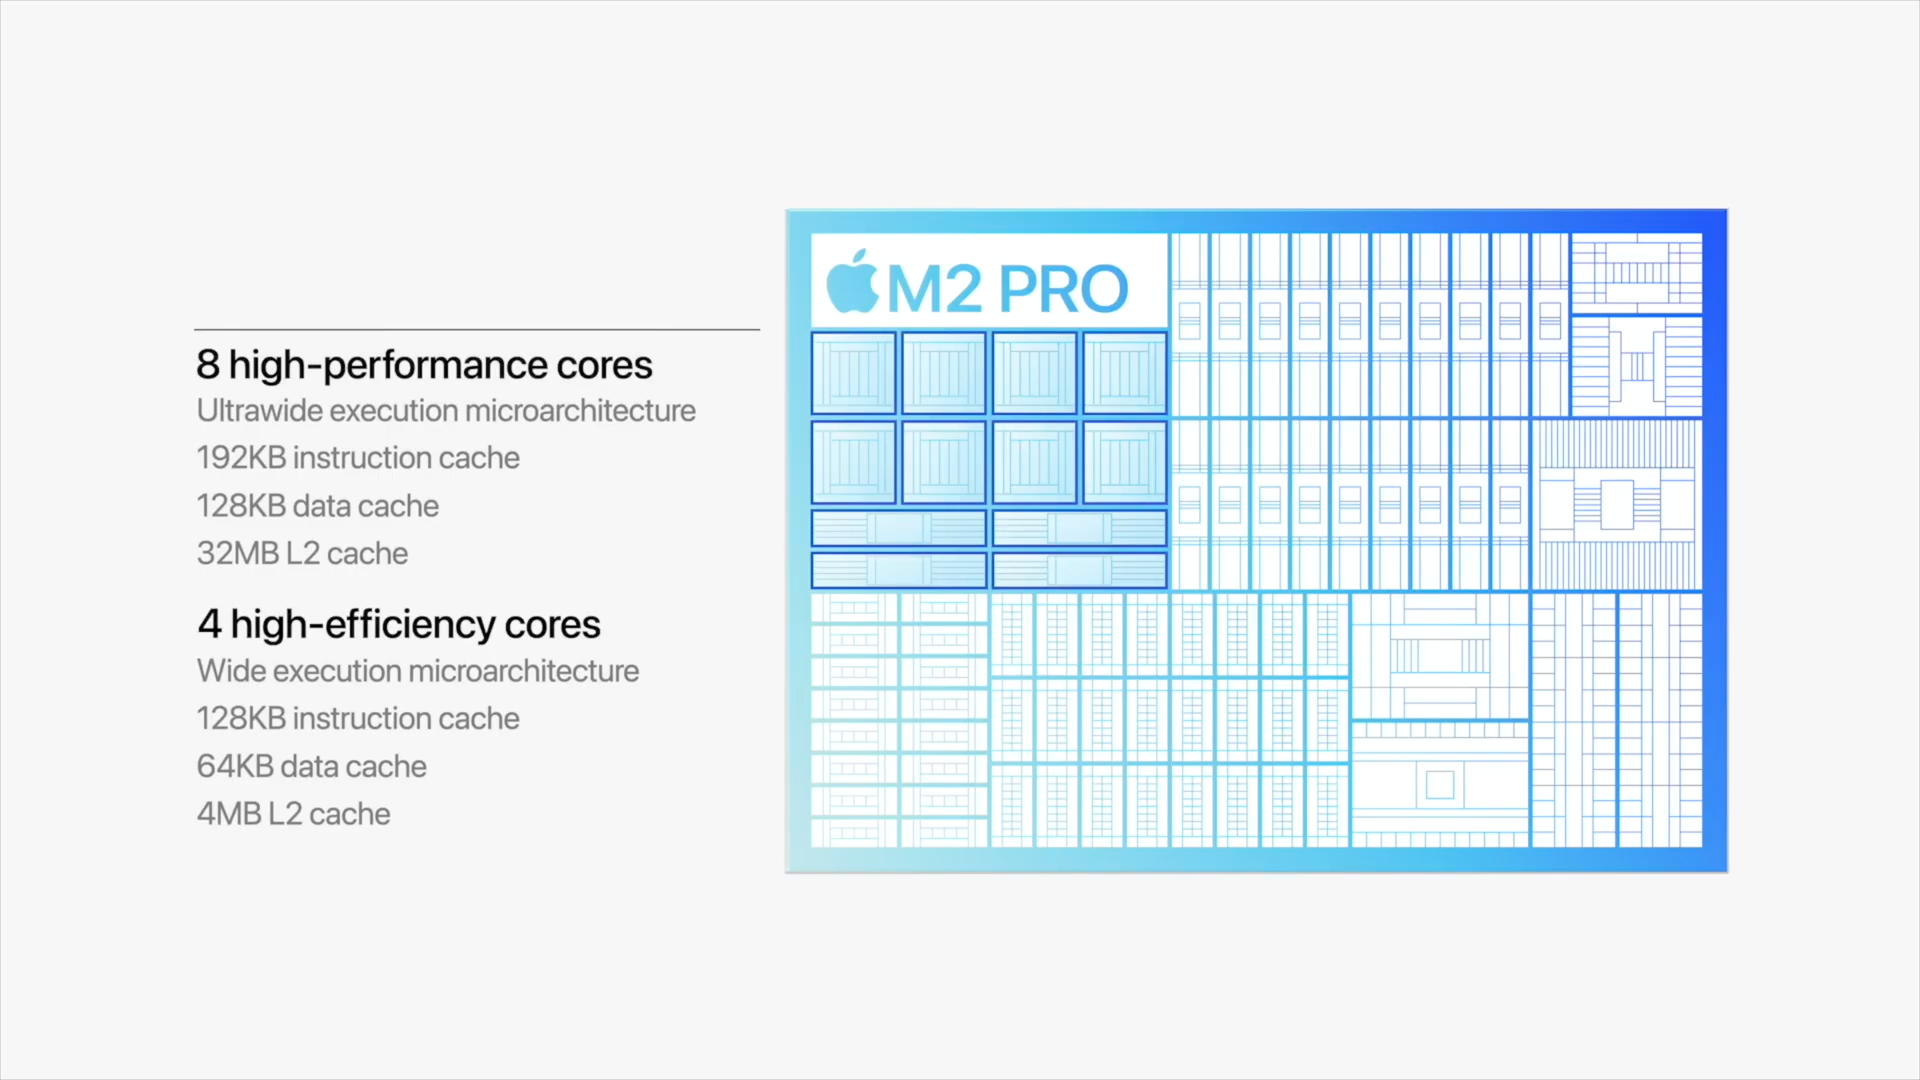 8 high-performance cores
Ultrawide execution microarchitecture
192KB instruction cache
128KB data cache
32MB L2 cache
4 high-efficiency cores
Wide execution microarchitecture
128KB instruction cache
64KB data cache
4MB L2 cache
M2 PRO